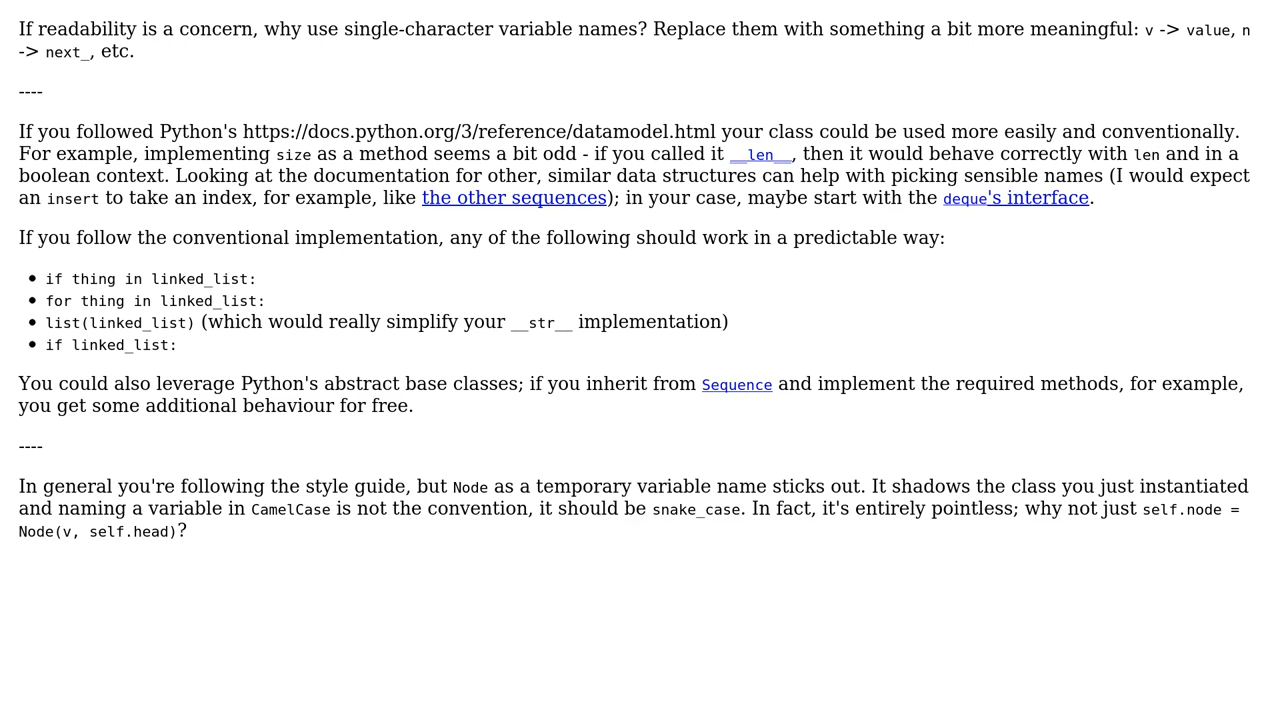 If readability is a concern, why use single-character variable names? Replace them with something a bit more meaningful: v -> value, n
-> next_, etc.
----
If you followed Python's https://docs.python.org/3/reference/datamodel.html your class could be used more easily and conventionally.
For example, implementing size as a method seems a bit odd - if you called it __len__, then it would behave correctly with len and in a
boolean context. Looking at the documentation for other, similar data structures can help with picking sensible names (I would expect
an insert to take an index, for example, like the other sequences); in your case, maybe start with the deque's interface.
If you follow the conventional implementation, any of the following should work in a predictable way:
• if thing in linked_list:
• for thing in linked_list:
• list(linked_list) (which would really simplify your __str__ implementation)
• if linked_list:
You could also leverage Python's abstract base classes; if you inherit from Sequence and implement the required methods, for example,
you get some additional behaviour for free.
----
In general you're following the style guide, but Node as a temporary variable name sticks out. It shadows the class you just instantiated
and naming a variable in CamelCase is not the convention, it should be snake_case. In fact, it's entirely pointless; why not just self.node =
Node(v, self.head)?